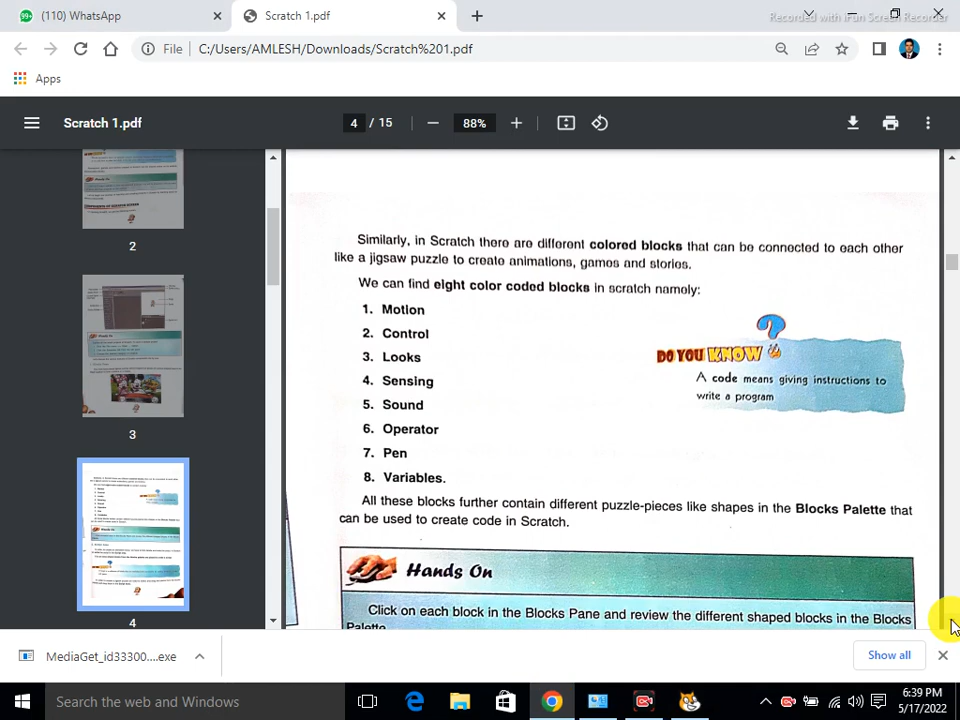 (110) WhatsApp
Scratch 1.pdf
Recorded with iFun Screen Recorder
File
C:/Users/AMLESH/Downloads/Scratch%201.pdf
Apps
Scratch 1.pdf
4 / 15
88%
2
3
4
Similarly, in Scratch there are different colored blocks that can be connected to each other
like a jigsaw puzzle to create animations, games and stories.
We can find eight color coded blocks in scratch namely:
1. Motion
2. Control
3. Looks
4. Sensing
5. Sound
6. Operator
7. Pen
8. Variables.
DO YOU KNOW
A code means giving instructions to
write a program
All these blocks further contain different puzzle-pieces like shapes in the Blocks Palette that
can be used to create code in Scratch.
Hands On
Click on each block in the Blocks Pane and review the different shaped blocks in the Blocks
Palette
MediaGet_id33300....exe
Show all
Search the web and Windows
6:39 PM
5/17/2022